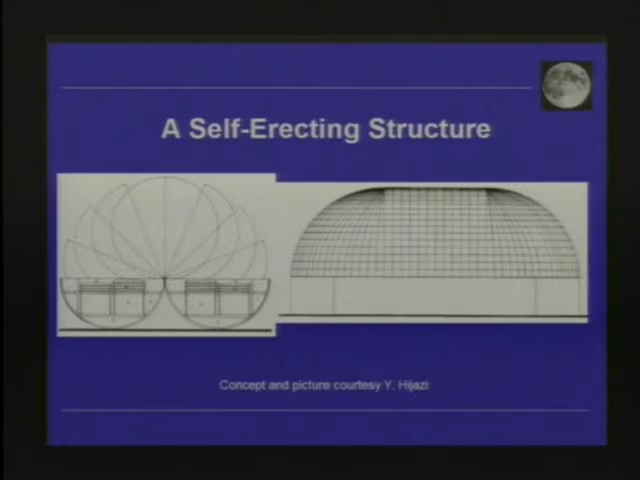 A Self-Erecting Structure
Concept and picture courtesy Y. Hijazi